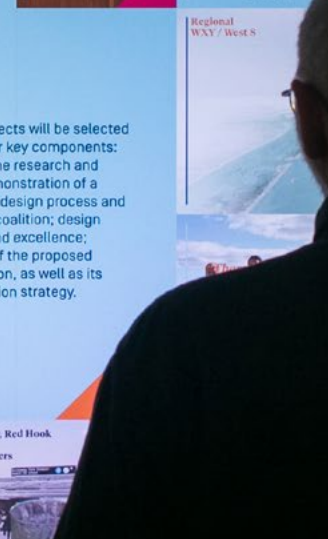 Regional
WXY / West 8
ects will be selected
r key components:
ne research and
monstration of a
design process and
coalition; design
nd excellence;
f the proposed
on, as well as its
ion strategy.
Red Hook
ers